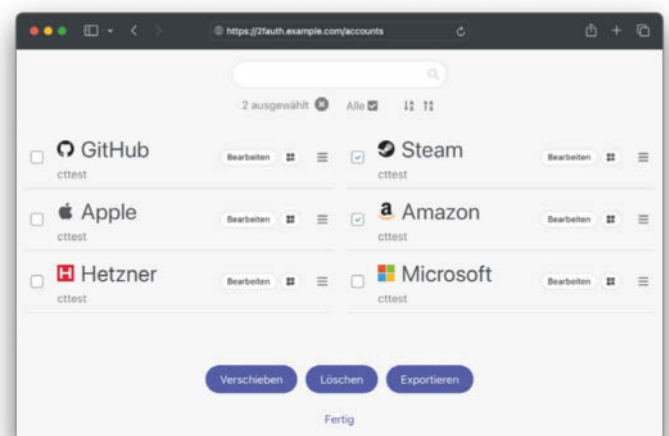 https://2fauth.example.com/accounts
2 ausgewählt Alle
GitHub
cttest
Bearbeiten
Steam
cttest
Bearbeiten
Apple
cttest
Bearbeiten
Amazon
cttest
Bearbeiten
Hetzner
cttest
Bearbeiten
Microsoft
cttest
Bearbeiten
Verschieben Löschen Exportieren
Fertig